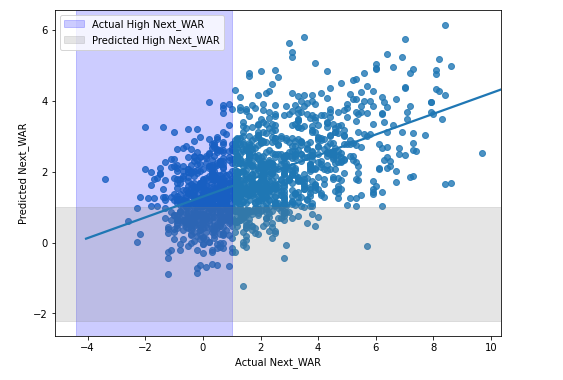 Actual High Next_WAR
Predicted High Next_WAR
6
4
2
0
−2
Predicted Next_WAR
−4 −2 0 2 4 6 8 10
Actual Next_WAR